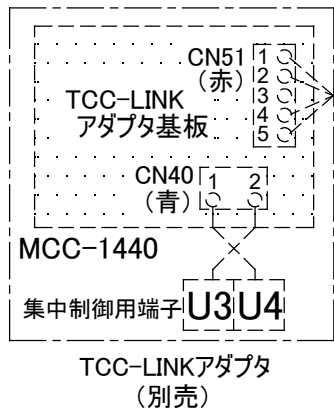 CN51
(赤)
1
2
3
4
5
TCC-LINK
アダプタ基板
CN40
(青)
1 2
MCC-1440
集中制御用端子 U3 U4
TCC-LINKアダプタ
(別売)